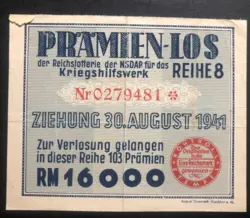 PRÄMIEN-LOS
der Reichslotterie der NSDAP für das
Kriegshilfswerk REIHE 8
Nr 0279481
ZIEHUNG 30. AUGUST 1941
Zur Verlosung gelangen
in dieser Reihe 103 Prämien
RM 16000